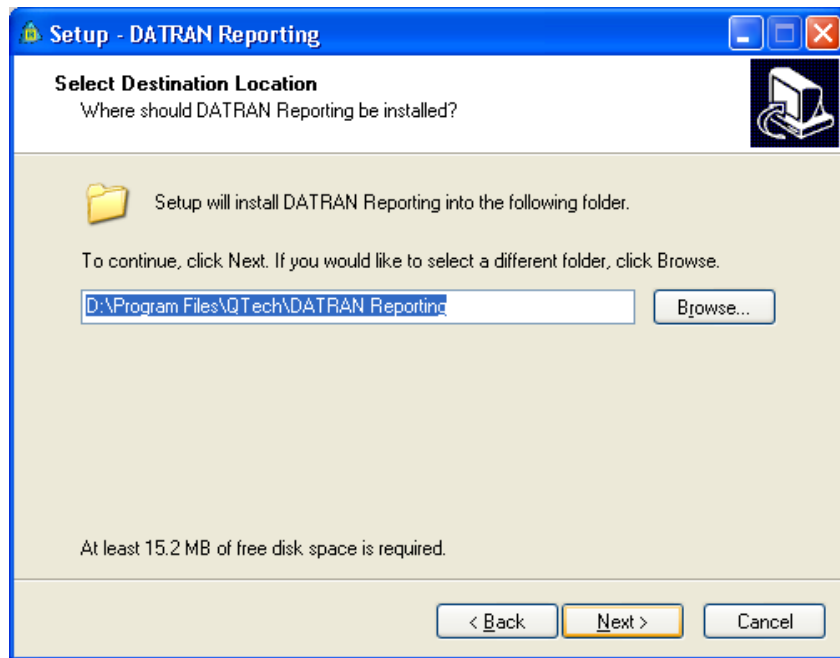 Setup - DATRAN Reporting
Select Destination Location
Where should DATRAN Reporting be installed?
Setup will install DATRAN Reporting into the following folder.
To continue, click Next. If you would like to select a different folder, click Browse.
D:\Program Files\QTech\DATRAN Reporting
Browse...
At least 15.2 MB of free disk space is required.
< Back
Next >
Cancel